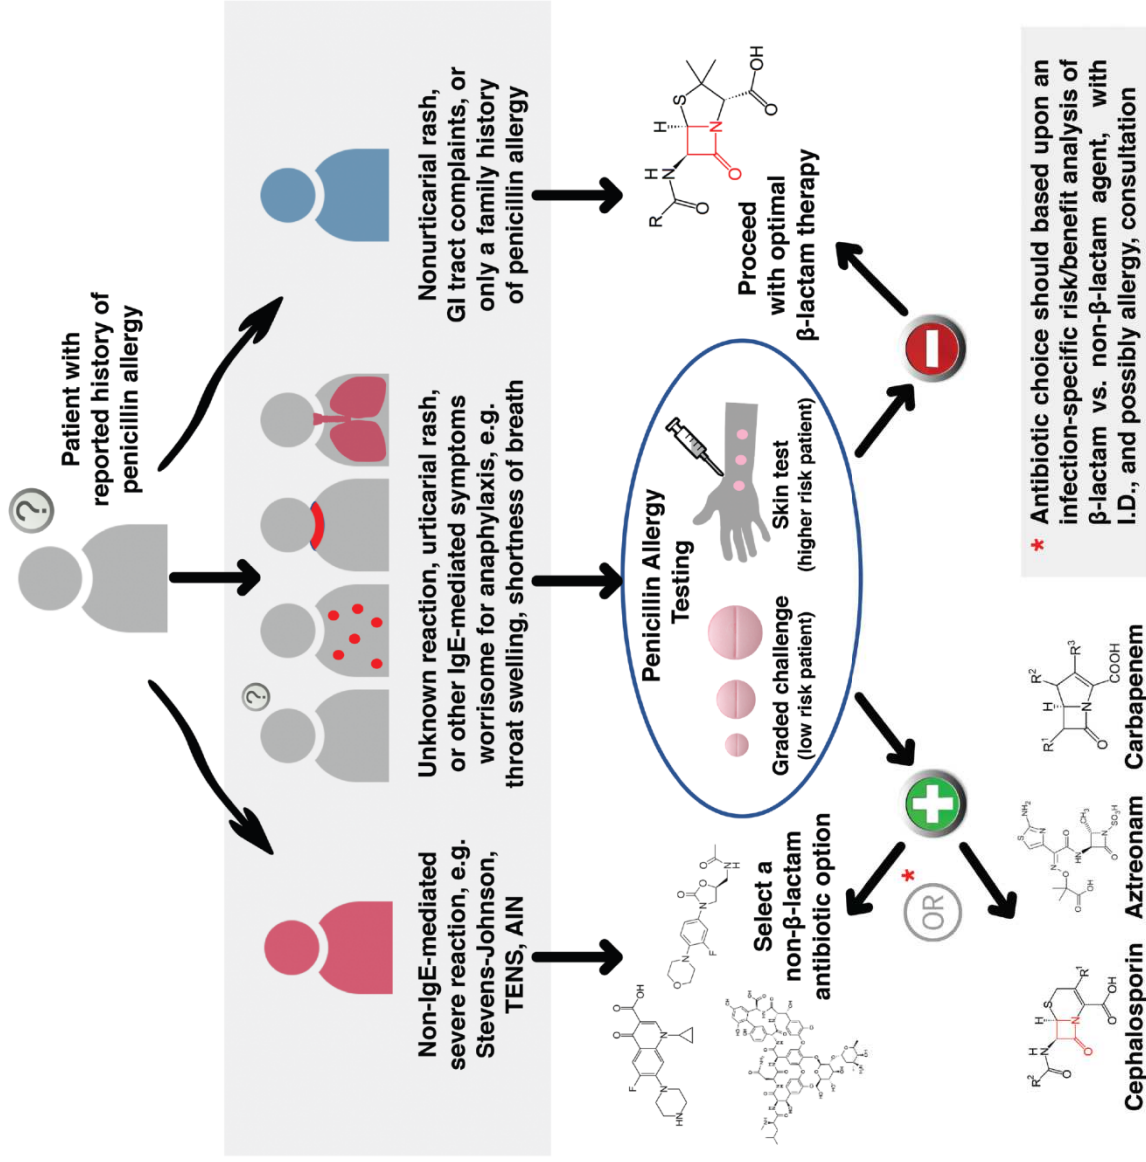 ?
Patient with
reported history of
penicillin allergy
?
Non-IgE-mediated
severe reaction, e.g.
Stevens-Johnson,
TENS, AIN
Unknown reaction, urticarial rash,
or other IgE-mediated symptoms
worrisome for anaphylaxis, e.g.
throat swelling, shortness of breath
Nonurticarial rash,
GI tract complaints, or
only a family history
of penicillin allergy
Penicillin Allergy
Testing
Graded challenge
(low risk patient)
Skin test
(higher risk patient)
Select a
non-β-lactam
antibiotic option
Proceed
with optimal
β-lactam therapy
OR
*
Cephalosporin
Aztreonam
Carbapenem
* Antibiotic choice should based upon an
infection-specific risk/benefit analysis of
β-lactam vs. non-β-lactam agent, with
I.D., and possibly allergy, consultation